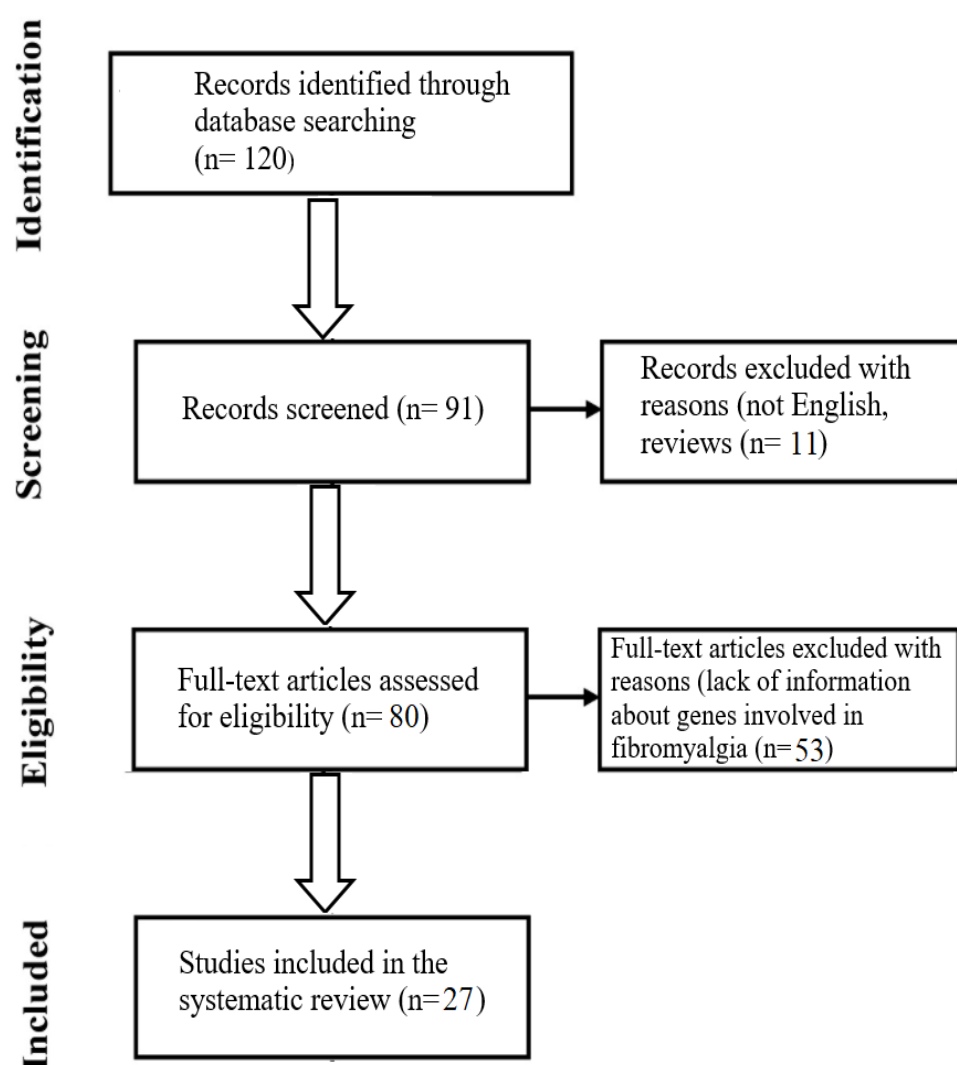 Identification
Records identified through
database searching
(n= 120)
Screening
Records screened (n= 91)
Records excluded with
reasons (not English,
reviews (n= 11)
Eligibility
Full-text articles assessed
for eligibility (n= 80)
Full-text articles excluded with
reasons (lack of information
about genes involved in
fibromyalgia (n=53)
Included
Studies included in the
systematic review (n=27)